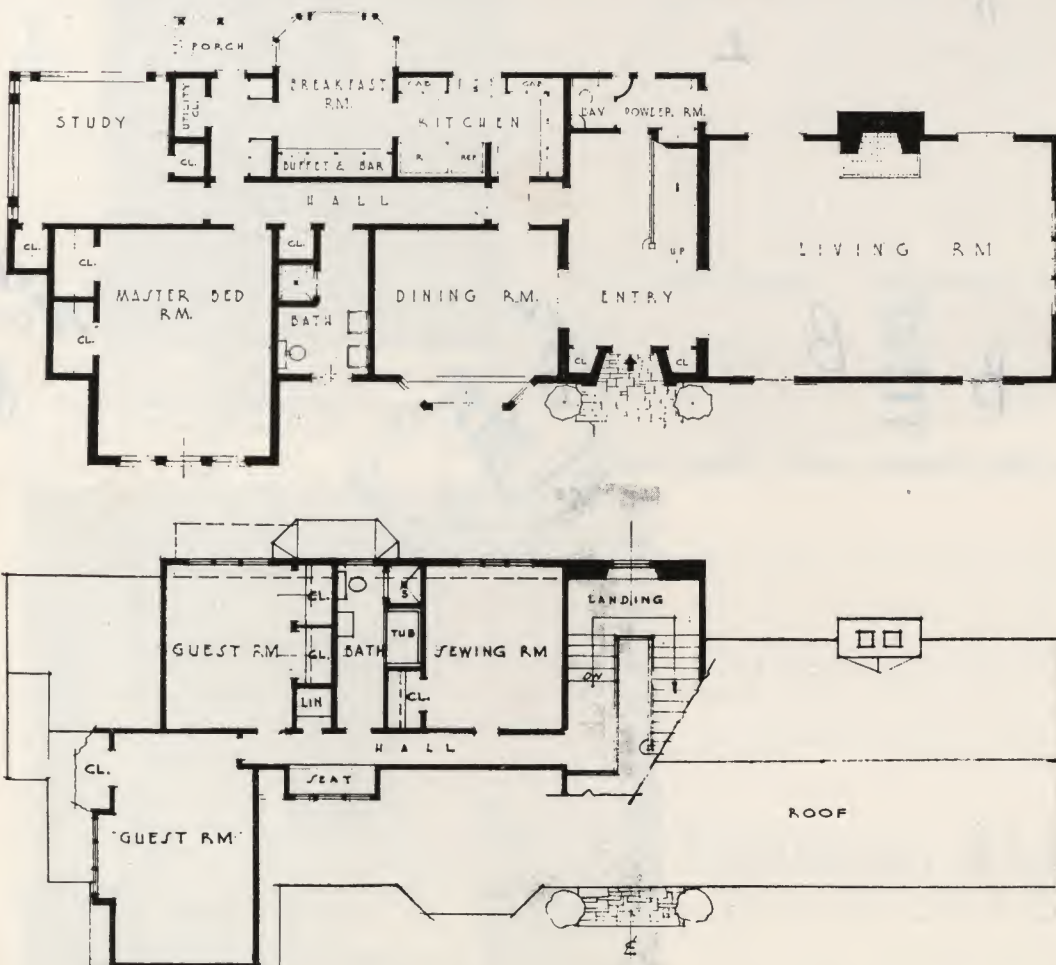 PORCH
BREAKFAST
RM.
CAB
S
CAB
UTILITY
CL.
LAV
POWDER RM.
STUDY
KITCHEN
CL.
BUFFET & BAR
R
REF
HALL
UP
LIVING RM
CL.
CL.
CL.
MASTER BED
RM.
BATH
DINING RM.
ENTRY
CL.
CL
CL
LANDING
CL.
S
GUEST RM
CL.
BATH
TUB
SEWING RM
DN
LIN
CL.
HALL
CL.
SEAT
GUEST RM
ROOF